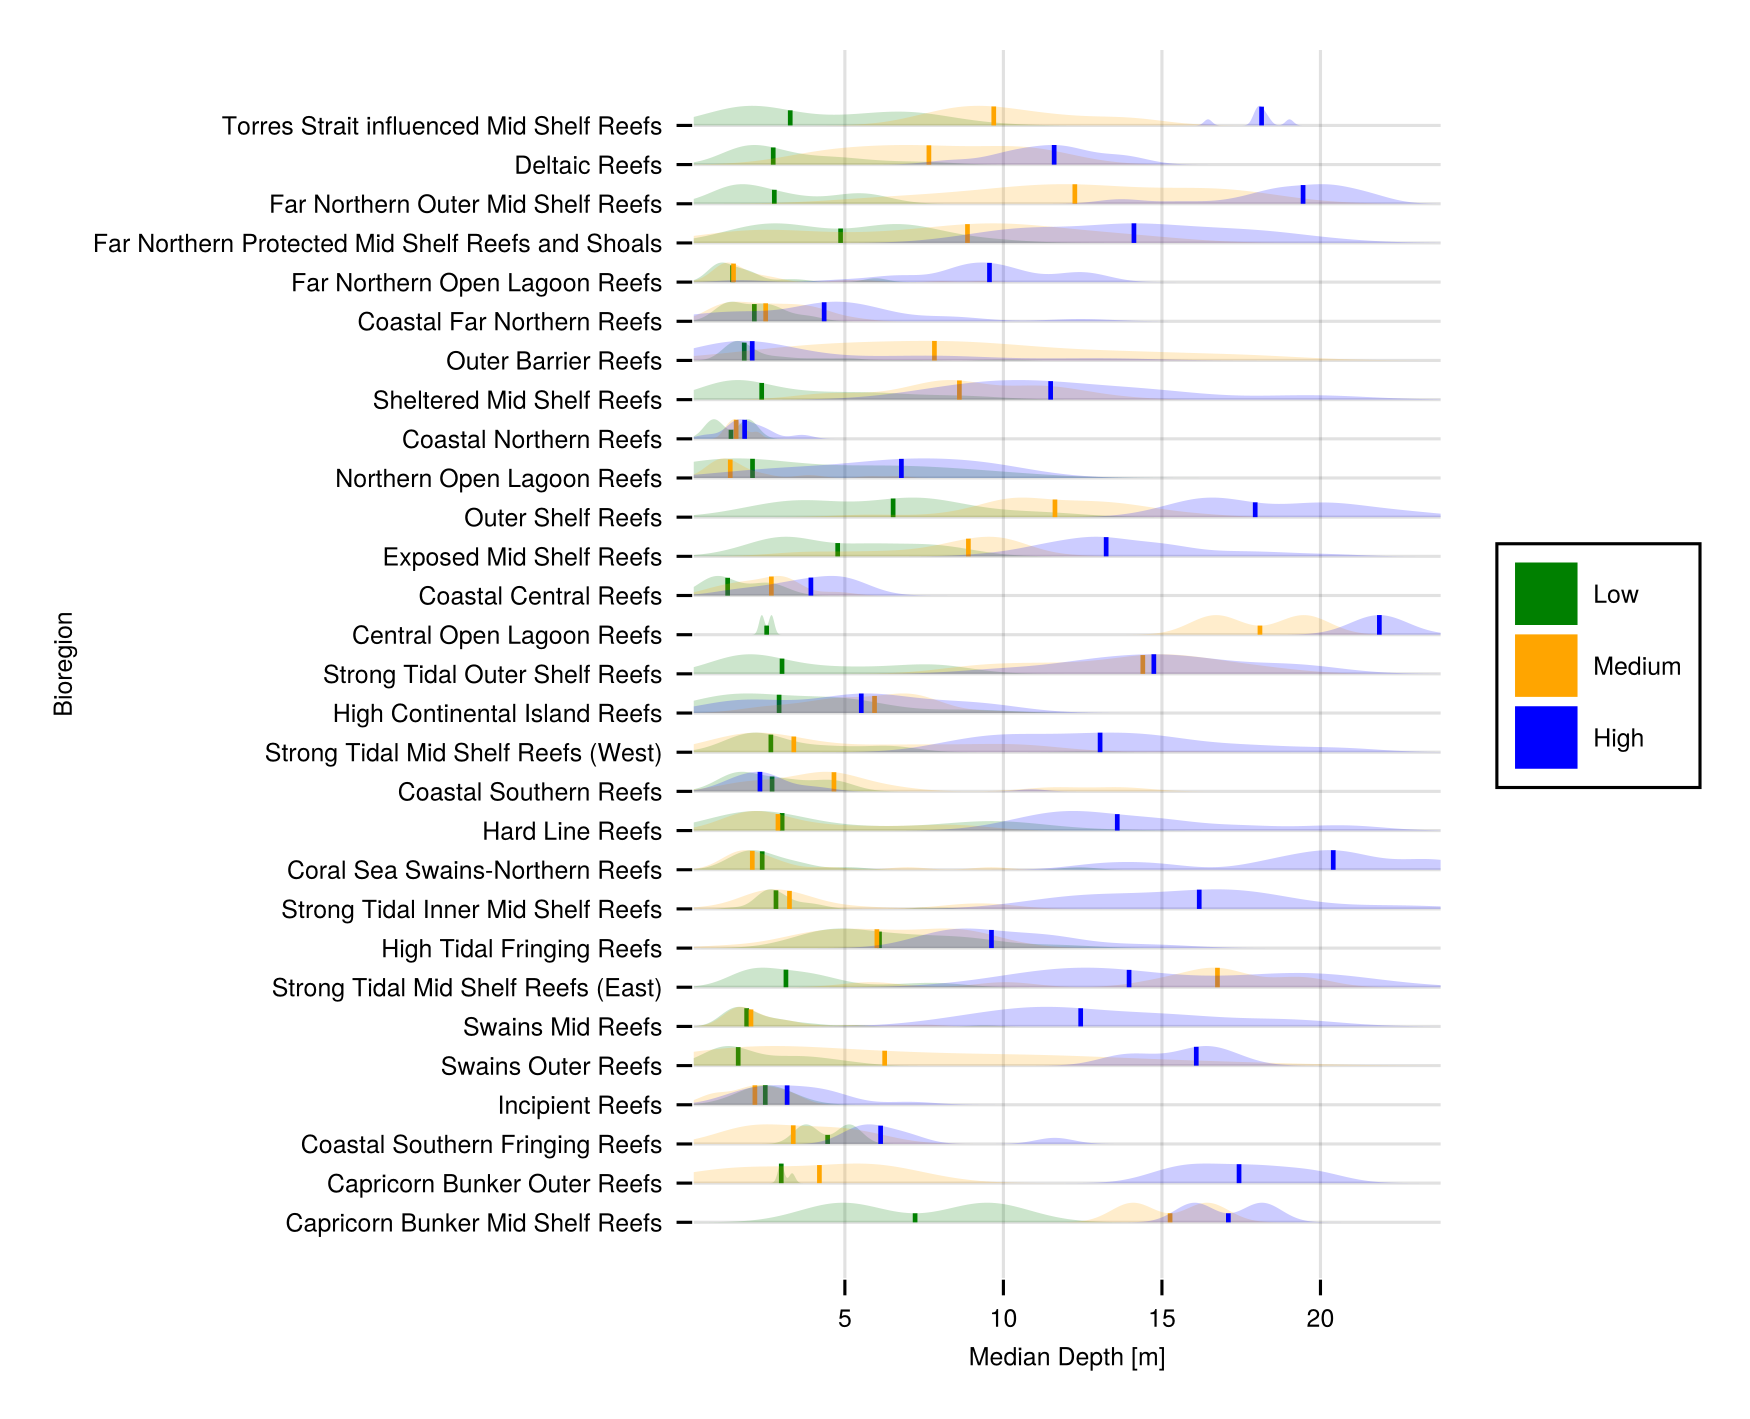 Torres Strait influenced Mid Shelf Reefs
Deltaic Reefs
Far Northern Outer Mid Shelf Reefs
Far Northern Protected Mid Shelf Reefs and Shoals
Far Northern Open Lagoon Reefs
Coastal Far Northern Reefs
Outer Barrier Reefs
Sheltered Mid Shelf Reefs
Coastal Northern Reefs
Northern Open Lagoon Reefs
Outer Shelf Reefs
Exposed Mid Shelf Reefs
Coastal Central Reefs
Central Open Lagoon Reefs
Strong Tidal Outer Shelf Reefs
High Continental Island Reefs
Strong Tidal Mid Shelf Reefs (West)
Coastal Southern Reefs
Hard Line Reefs
Coral Sea Swains-Northern Reefs
Strong Tidal Inner Mid Shelf Reefs
High Tidal Fringing Reefs
Strong Tidal Mid Shelf Reefs (East)
Swains Mid Reefs
Swains Outer Reefs
Incipient Reefs
Coastal Southern Fringing Reefs
Capricorn Bunker Outer Reefs
Capricorn Bunker Mid Shelf Reefs
Bioregion
5 10 15 20
Median Depth [m]
Low
Medium
High